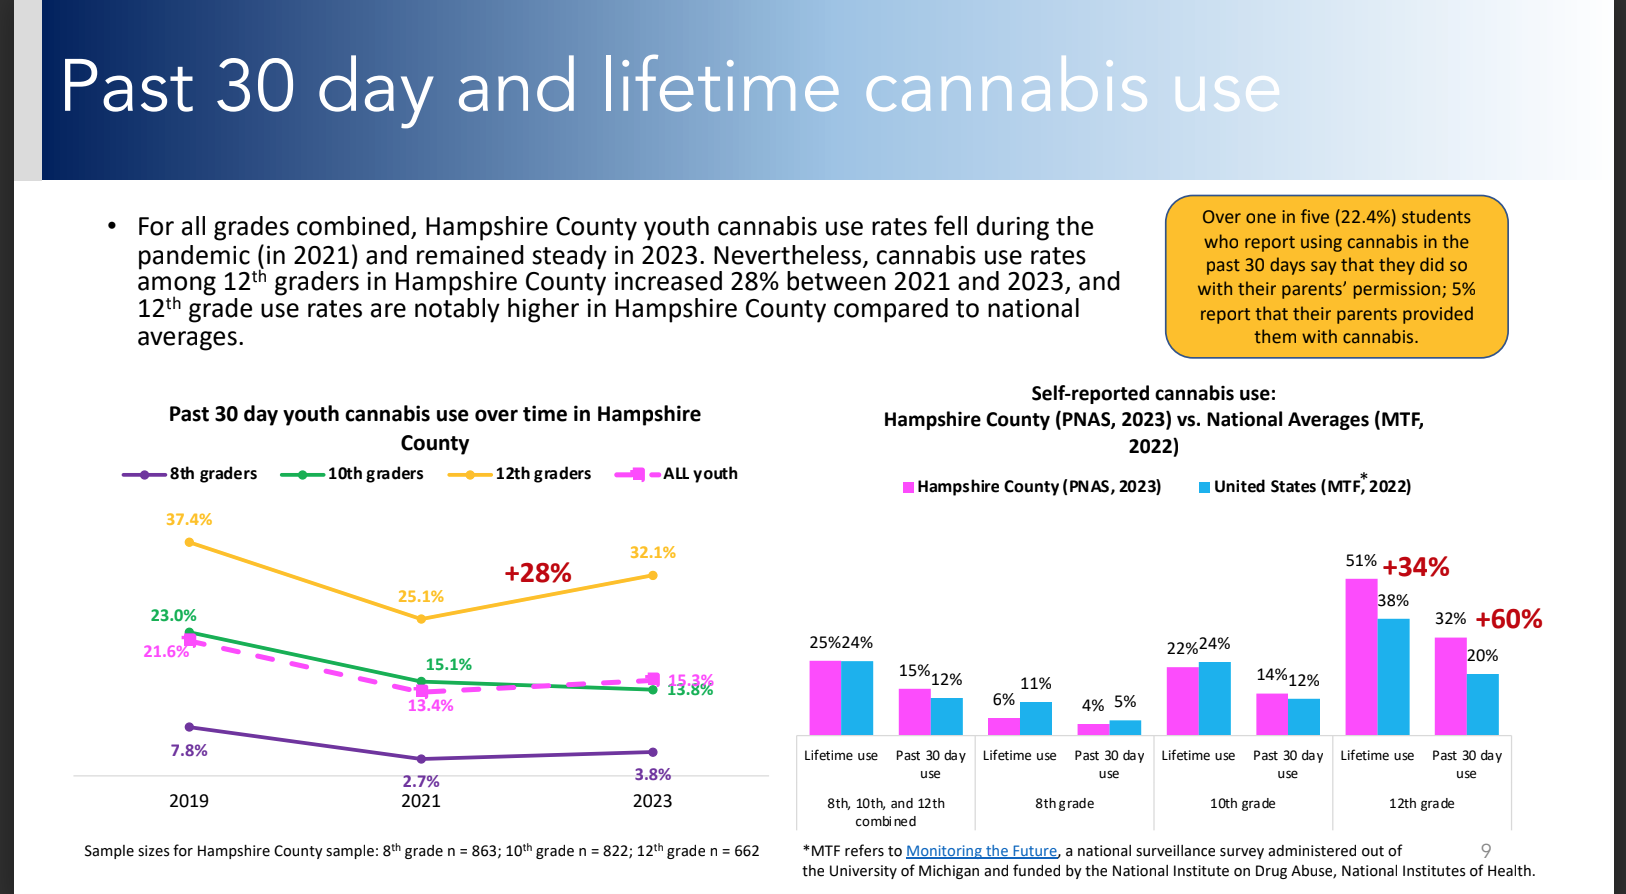 Past 30 day and lifetime cannabis use
• For all grades combined, Hampshire County youth cannabis use rates fell during the
pandemic (in 2021) and remained steady in 2023. Nevertheless, cannabis use rates
among 12th graders in Hampshire County increased 28% between 2021 and 2023, and
12th grade use rates are notably higher in Hampshire County compared to national
averages.
Over one in five (22.4%) students
who report using cannabis in the
past 30 days say that they did so
with their parents’ permission; 5%
report that their parents provided
them with cannabis.
Past 30 day youth cannabis use over time in Hampshire
County
8th graders 10th graders 12th graders ALL youth
37.4%
32.1%
+28%
25.1%
23.0%
21.6%
15.1%
15.3%
13.8%
13.4%
7.8%
3.8%
2.7%
2019 2021 2023
Sample sizes for Hampshire County sample: 8th grade n = 863; 10th grade n = 822; 12th grade n = 662
Self-reported cannabis use:
Hampshire County (PNAS, 2023) vs. National Averages (MTF,
2022)
Hampshire County (PNAS, 2023) United States (MTF,* 2022)
51% +34%
38%
32% +60%
20%
25% 24%
15% 12%
6% 11%
4% 5%
22% 24%
14% 12%
Lifetime use Past 30 day Lifetime use Past 30 day Lifetime use Past 30 day Lifetime use Past 30 day
use use use use
8th, 10th, and 12th 8th grade 10th grade 12th grade
combined
*MTF refers to Monitoring the Future, a national surveillance survey administered out of
the University of Michigan and funded by the National Institute on Drug Abuse, National Institutes of Health.
9